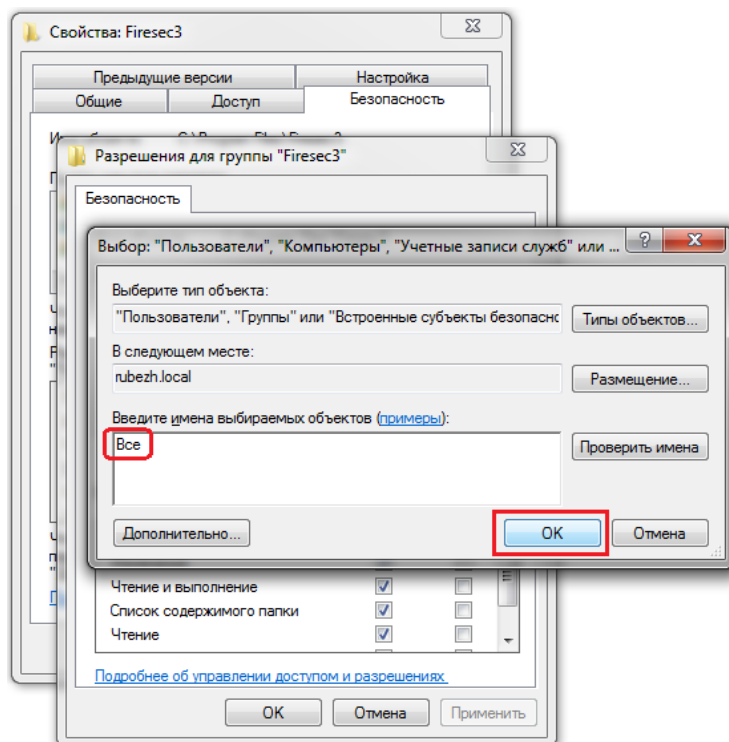 Свойства: Firesec3
Предыдущие версии
Настройка
Общие
Доступ
Безопасность
Разрешения для группы "Firesec3"
Безопасность
Выбор: "Пользователи", "Компьютеры", "Учетные записи служб" или ...
Выберите тип объекта:
"Пользователи", "Группы" или "Встроенные субъекты безопасно
Типы объектов...
В следующем месте:
rubezh.local
Размещение...
Введите имена выбираемых объектов (примеры):
Все
Проверить имена
Дополнительно...
OK
Отмена
Чтение и выполнение
Список содержимого папки
Чтение
Подробнее об управлении доступом и разрешениях
OK
Отмена
Применить